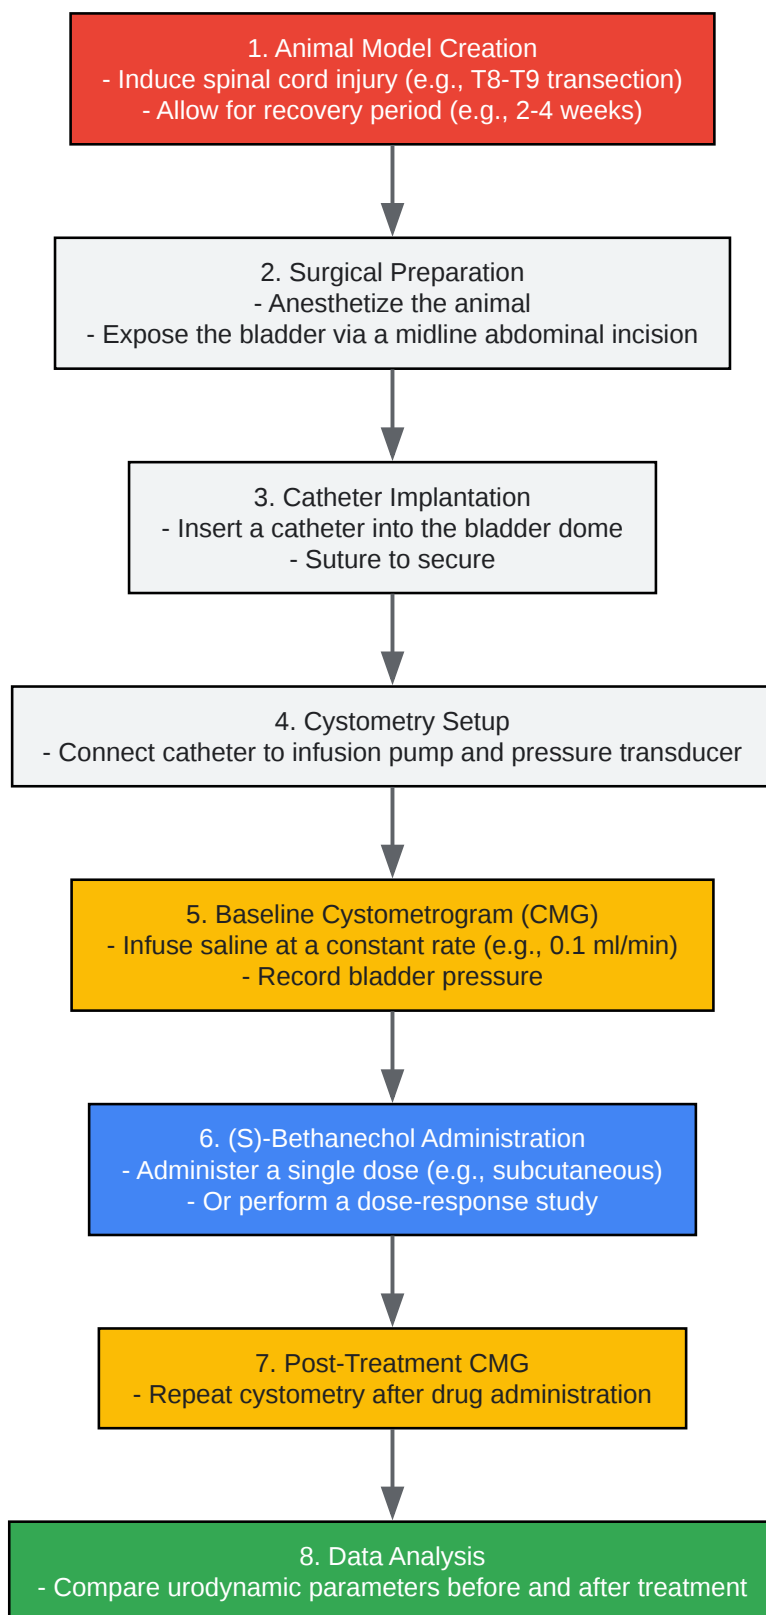 1. Animal Model Creation
- Induce spinal cord injury (e.g., T8-T9 transection)
- Allow for recovery period (e.g., 2-4 weeks)
2. Surgical Preparation
- Anesthetize the animal
- Expose the bladder via a midline abdominal incision
3. Catheter Implantation
- Insert a catheter into the bladder dome
- Suture to secure
4. Cystometry Setup
- Connect catheter to infusion pump and pressure transducer
5. Baseline Cystometrogram (CMG)
- Infuse saline at a constant rate (e.g., 0.1 ml/min)
- Record bladder pressure
6. (S)-Bethanechol Administration
- Administer a single dose (e.g., subcutaneous)
- Or perform a dose-response study
7. Post-Treatment CMG
- Repeat cystometry after drug administration
8. Data Analysis
- Compare urodynamic parameters before and after treatment